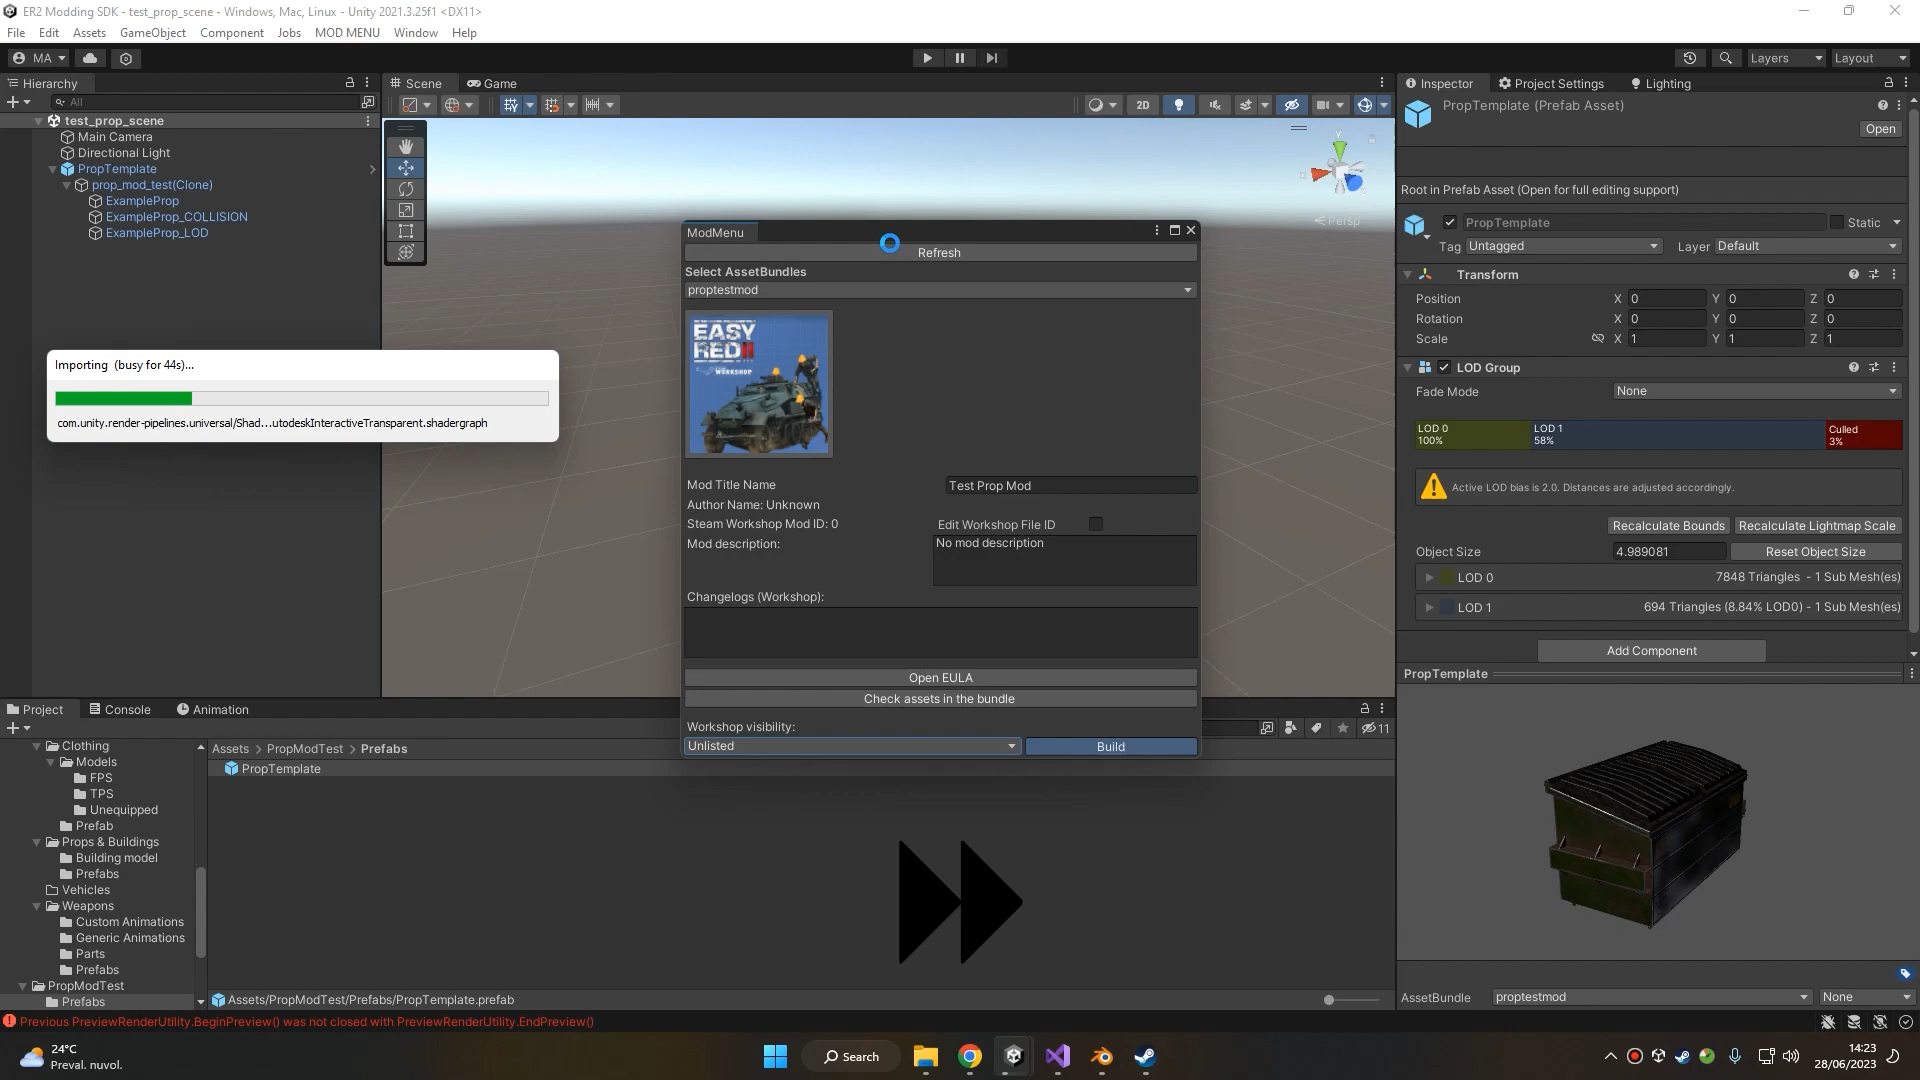 ER2 Modding SDK - test_prop_scene - Windows, Mac, Linux - Unity 2021.3.25f1 <DX11>
File Edit Assets GameObject Component Jobs MOD MENU Window Help
MA
Layers
Layout
Hierarchy
All
test_prop_scene
Main Camera
Directional Light
PropTemplate
prop_mod_test(Clone)
ExampleProp
ExampleProp_COLLISION
ExampleProp_LOD
Scene
Game
2D
y
Persp
Importing (busy for 44s)...
com.unity.render-pipelines.universal/Shad...utodeskInteractiveTransparent.shadergraph
ModMenu
Refresh
Select AssetBundles
proptestmod
EASY
RED II
WORKSHOP
Mod Title Name
Test Prop Mod
Author Name: Unknown
Steam Workshop Mod ID: 0
Edit Workshop File ID
Mod description:
No mod description
Changelogs (Workshop):
Open EULA
Check assets in the bundle
Workshop visibility:
Unlisted
Build
Inspector
Project Settings
Lighting
PropTemplate (Prefab Asset)
Open
Root in Prefab Asset (Open for full editing support)
PropTemplate
Static
Tag Untagged
Layer Default
Transform
Position X 0 Y 0 Z 0
Rotation X 0 Y 0 Z 0
Scale X 1 Y 1 Z 1
LOD Group
Fade Mode None
LOD 0
100%
LOD 1
58%
Culled
3%
Active LOD bias is 2.0. Distances are adjusted accordingly.
Recalculate Bounds
Recalculate Lightmap Scale
Object Size 4.989081 Reset Object Size
LOD 0 7848 Triangles - 1 Sub Mesh(es)
LOD 1 694 Triangles (8.84% LOD0) - 1 Sub Mesh(es)
Add Component
PropTemplate
AssetBundle proptestmod None
Project
Console
Animation
11
Clothing
Models
FPS
TPS
Unequipped
Prefab
Props & Buildings
Building model
Prefabs
Vehicles
Weapons
Custom Animations
Generic Animations
Parts
Prefabs
PropModTest
Prefabs
Assets > PropModTest > Prefabs
PropTemplate
Assets/PropModTest/Prefabs/PropTemplate.prefab
Previous PreviewRenderUtility.BeginPreview() was not closed with PreviewRenderUtility.EndPreview()
24°C
Preval. nuvol.
Search
14:23
28/06/2023